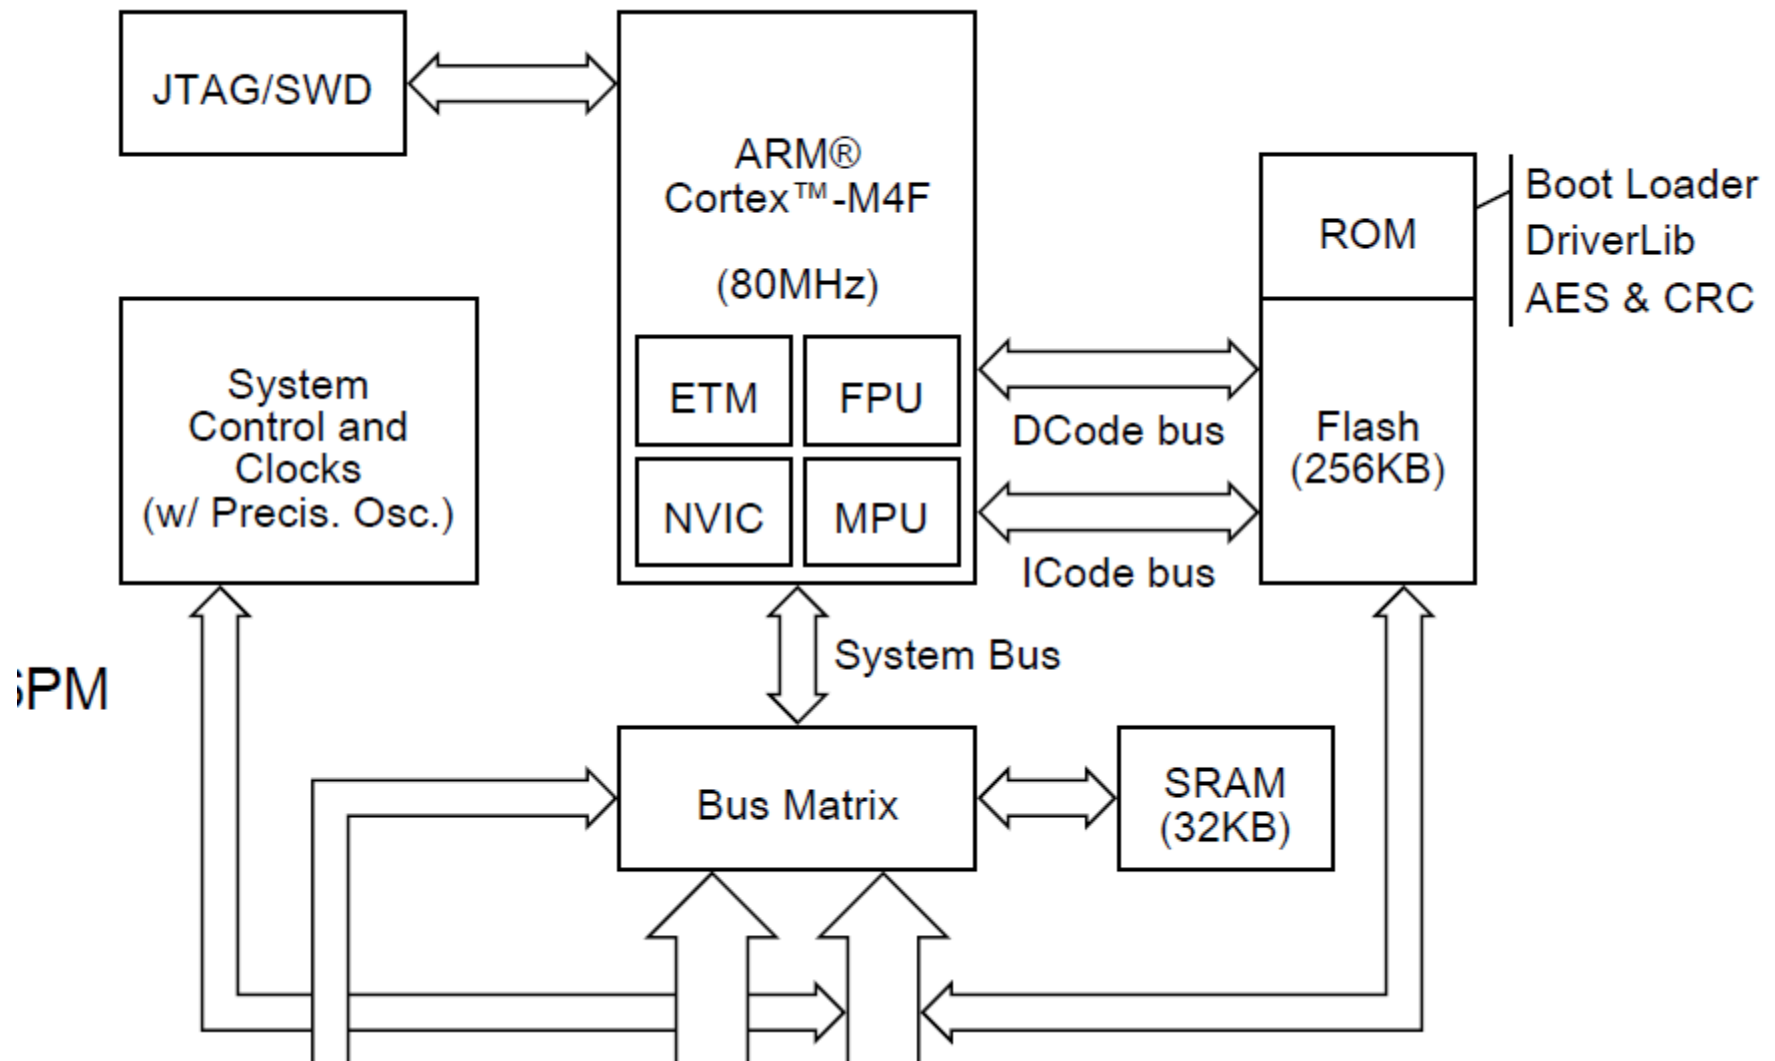 JTAG/SWD
ARM®
Cortex™-M4F
(80MHz)
ETM
FPU
NVIC
MPU
ROM
Boot Loader
DriverLib
AES & CRC
Flash
(256KB)
DCode bus
ICode bus
System
Control and
Clocks
(w/ Precis. Osc.)
System Bus
Bus Matrix
SRAM
(32KB)